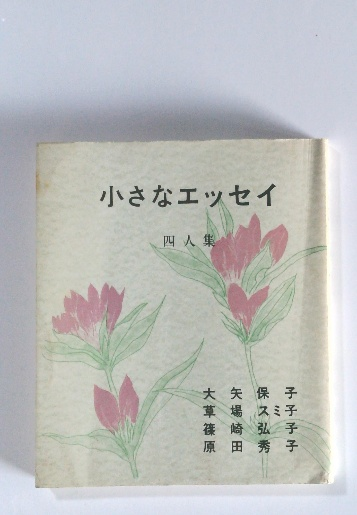 小さなエッセイ
四人集
大矢保子
草場スミ子
篠崎弘子
原田秀子